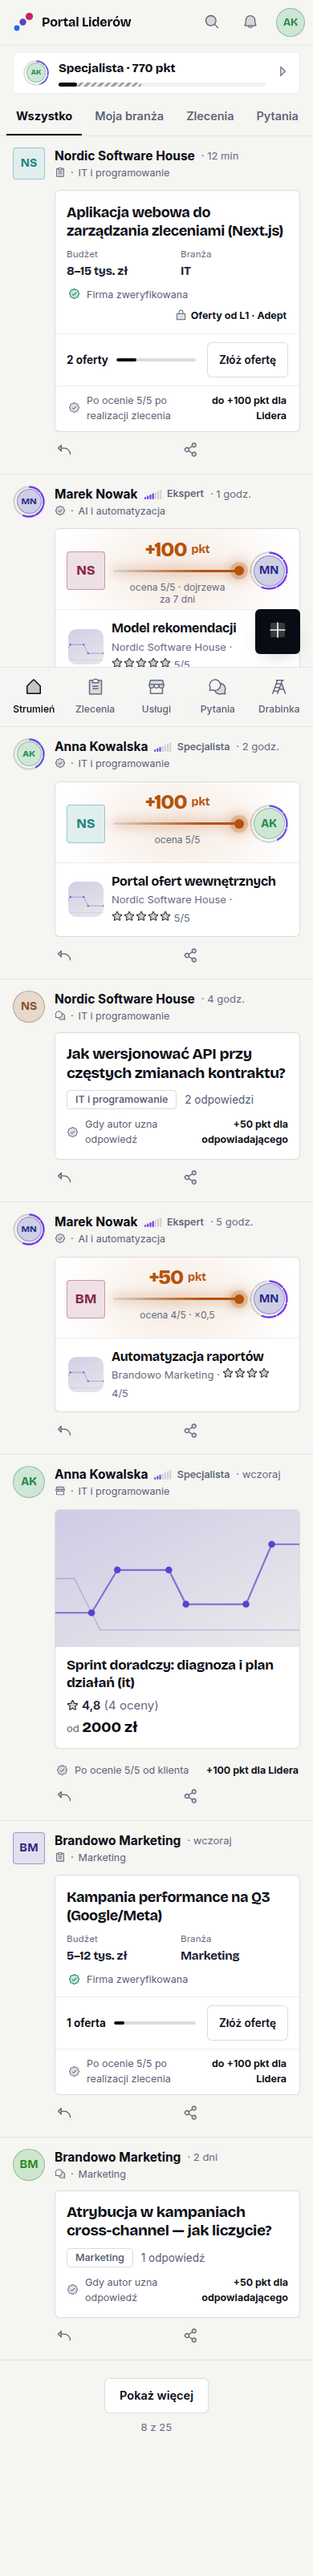 Portal Liderów
AK
AK
Specjalista · 770 pkt
Wszystko
Moja branża
Zlecenia
Pytania
NS
Nordic Software House · 12 min
· IT i programowanie
Aplikacja webowa do
zarządzania zleceniami (Next.js)
Budżet
Branża
8–15 tys. zł
IT
Firma zweryfikowana
Oferty od L1 · Adept
2 oferty
Złóż ofertę
Po ocenie 5/5 po
realizacji zlecenia
do +100 pkt dla
Lidera
MN
Marek Nowak
Ekspert · 1 godz.
· AI i automatyzacja
NS
+100 pkt
MN
ocena 5/5 · dojrzewa
za 7 dni
Model rekomendacji
Nordic Software House ·
5/5
Strumień
Zlecenia
Usługi
Pytania
Drabinka
AK
Anna Kowalska
Specjalista · 2 godz.
· IT i programowanie
NS
+100 pkt
AK
ocena 5/5
Portal ofert wewnętrznych
Nordic Software House ·
5/5
NS
Nordic Software House · 4 godz.
· IT i programowanie
Jak wersjonować API przy
częstych zmianach kontraktu?
IT i programowanie
2 odpowiedzi
Gdy autor uzna
odpowiedź
+50 pkt dla
odpowiadającego
MN
Marek Nowak
Ekspert · 5 godz.
· AI i automatyzacja
BM
+50 pkt
MN
ocena 4/5 · ×0,5
Automatyzacja raportów
Brandowo Marketing ·
4/5
AK
Anna Kowalska
Specjalista · wczoraj
· IT i programowanie
Sprint doradczy: diagnoza i plan
działań (it)
4,8 (4 oceny)
od 2000 zł
Po ocenie 5/5 od klienta
+100 pkt dla Lidera
BM
Brandowo Marketing · wczoraj
· Marketing
Kampania performance na Q3
(Google/Meta)
Budżet
Branża
5–12 tys. zł
Marketing
Firma zweryfikowana
1 oferta
Złóż ofertę
Po ocenie 5/5 po
realizacji zlecenia
do +100 pkt dla
Lidera
BM
Brandowo Marketing · 2 dni
· Marketing
Atrybucja w kampaniach
cross-channel — jak liczycie?
Marketing
1 odpowiedź
Gdy autor uzna
odpowiedź
+50 pkt dla
odpowiadającego
Pokaż więcej
8 z 25